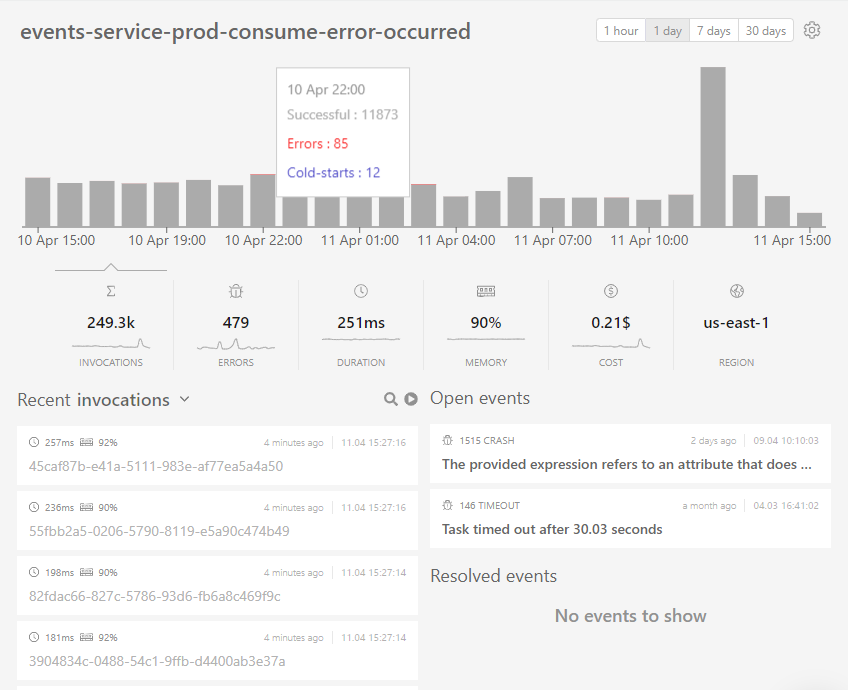 events-service-prod-consume-error-occurred
1 hour 1 day 7 days 30 days
10 Apr 22:00
Successful : 11873
Errors : 85
Cold-starts : 12
10 Apr 15:00 10 Apr 19:00 10 Apr 22:00 11 Apr 01:00 11 Apr 04:00 11 Apr 07:00 11 Apr 10:00 11 Apr 15:00
249.3k 479 251ms 90% 0.21$ us-east-1
INVOCATIONS ERRORS DURATION MEMORY COST REGION
Recent invocations
257ms 92% 4 minutes ago 11.04 15:27:16
45caf87b-e41a-5111-983e-af77ea5a4a50
236ms 90% 4 minutes ago 11.04 15:27:16
55fbb2a5-0206-5790-8119-e5a90c474b49
198ms 90% 4 minutes ago 11.04 15:27:14
82fdac66-827c-5786-93d6-fb6a8c469f9c
181ms 92% 4 minutes ago 11.04 15:27:14
3904834c-0488-54c1-9ffb-d4400ab3e37a
Open events
1515 CRASH 2 days ago 09.04 10:10:03
The provided expression refers to an attribute that does ...
146 TIMEOUT a month ago 04.03 16:41:02
Task timed out after 30.03 seconds
Resolved events
No events to show